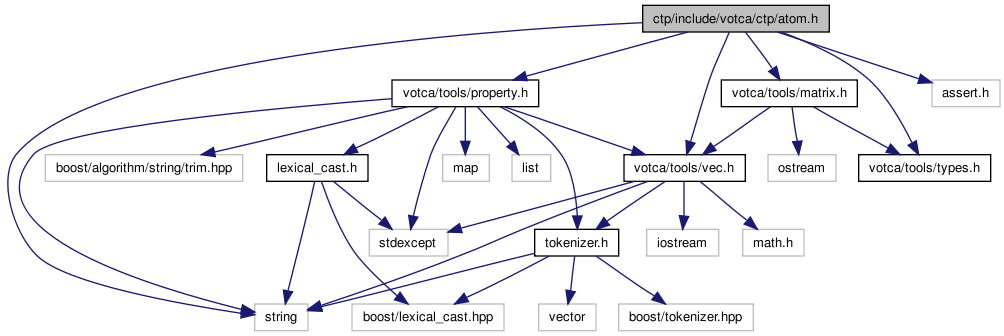 ctp/include/votca/ctp/atom.h
votca/tools/property.h
votca/tools/matrix.h
assert.h
boost/algorithm/string/trim.hpp
lexical_cast.h
map
list
votca/tools/vec.h
ostream
votca/tools/types.h
stdexcept
tokenizer.h
iostream
math.h
string
boost/lexical_cast.hpp
vector
boost/tokenizer.hpp